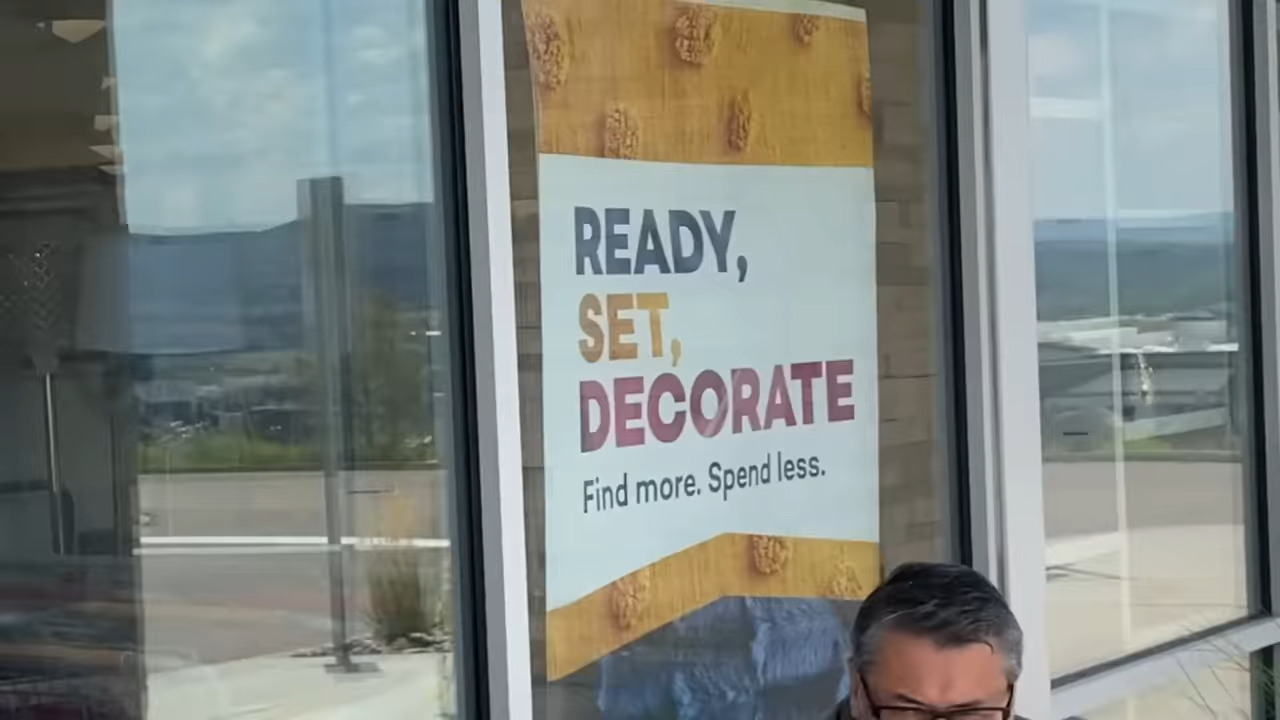 READY,
SET,
DECORATE
Find more. Spend less.